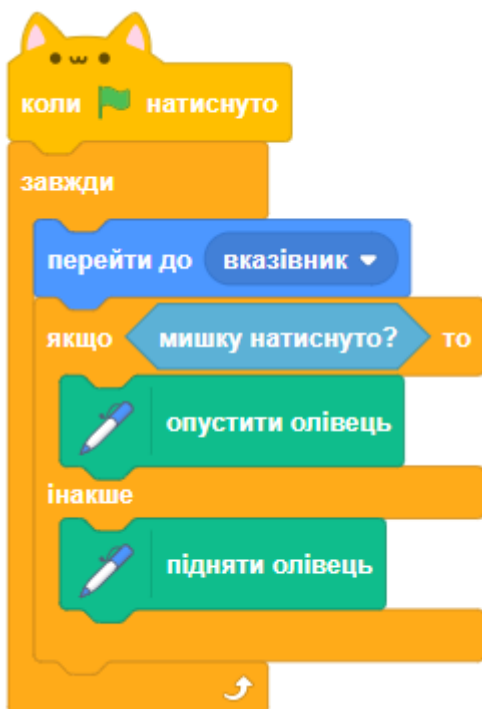 коли натиснуто
завжди
перейти до вказівник
якщо мишку натиснуто? то
опустити олівець
інакше
підняти олівець